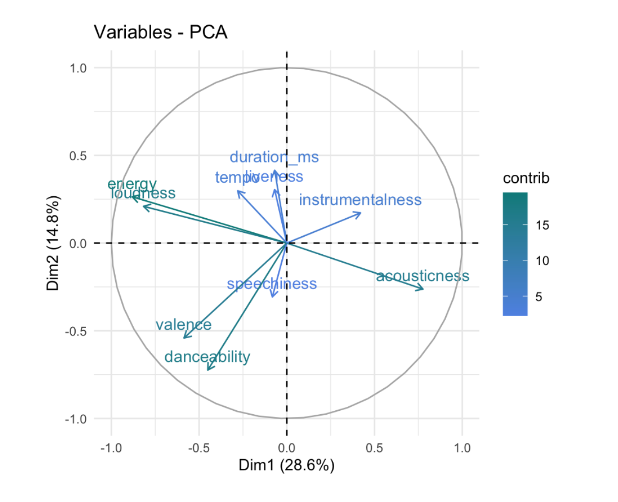 Variables - PCA
1.0
0.5
0.0
-0.5
-1.0
Dim2 (14.8%)
duration_ms
tempo
liveness
energy
loudness
instrumentalness
acousticness
speechiness
valence
danceability
-1.0
-0.5
0.0
0.5
1.0
Dim1 (28.6%)
contrib
15
10
5